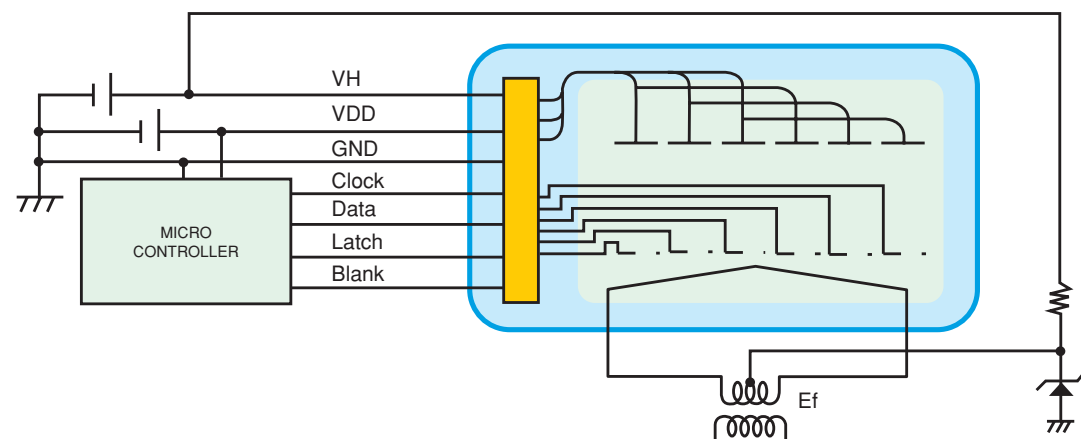 VH
VDD
GND
Clock
Data
Latch
Blank
MICRO
CONTROLLER
Ef